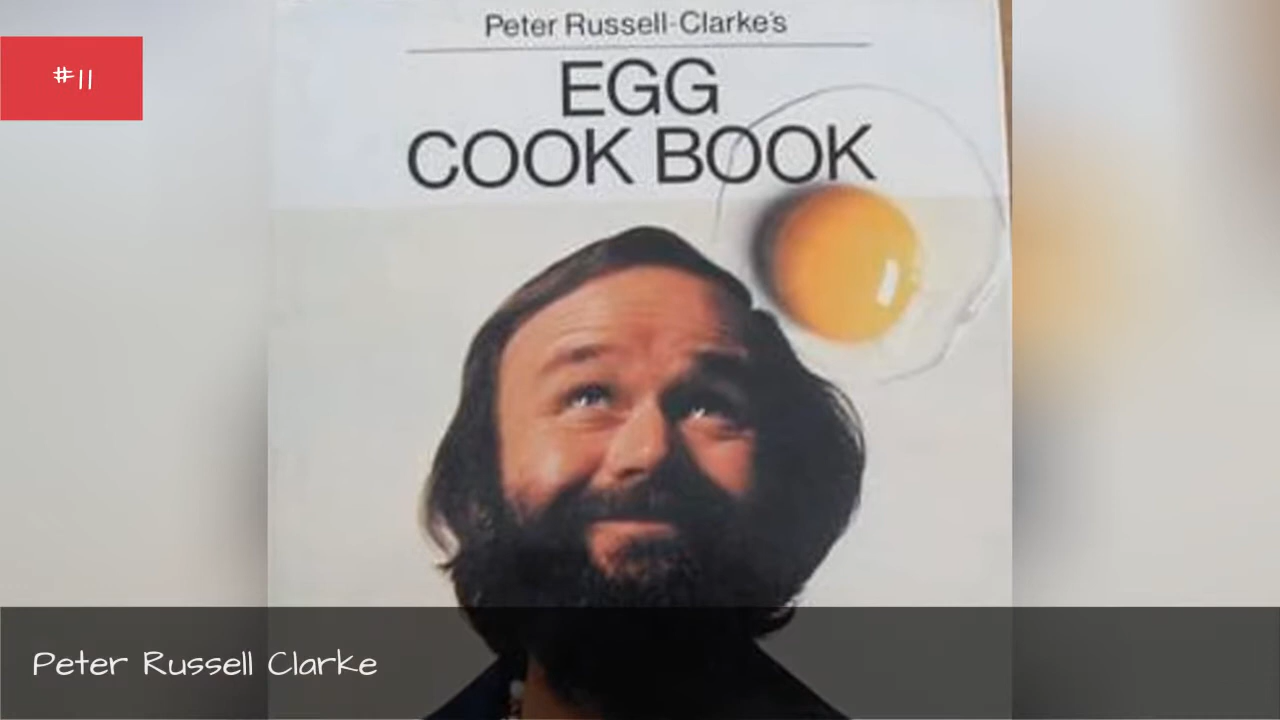 #11
Peter Russell-Clarke's
EGG
COOK BOOK
Peter Russell Clarke